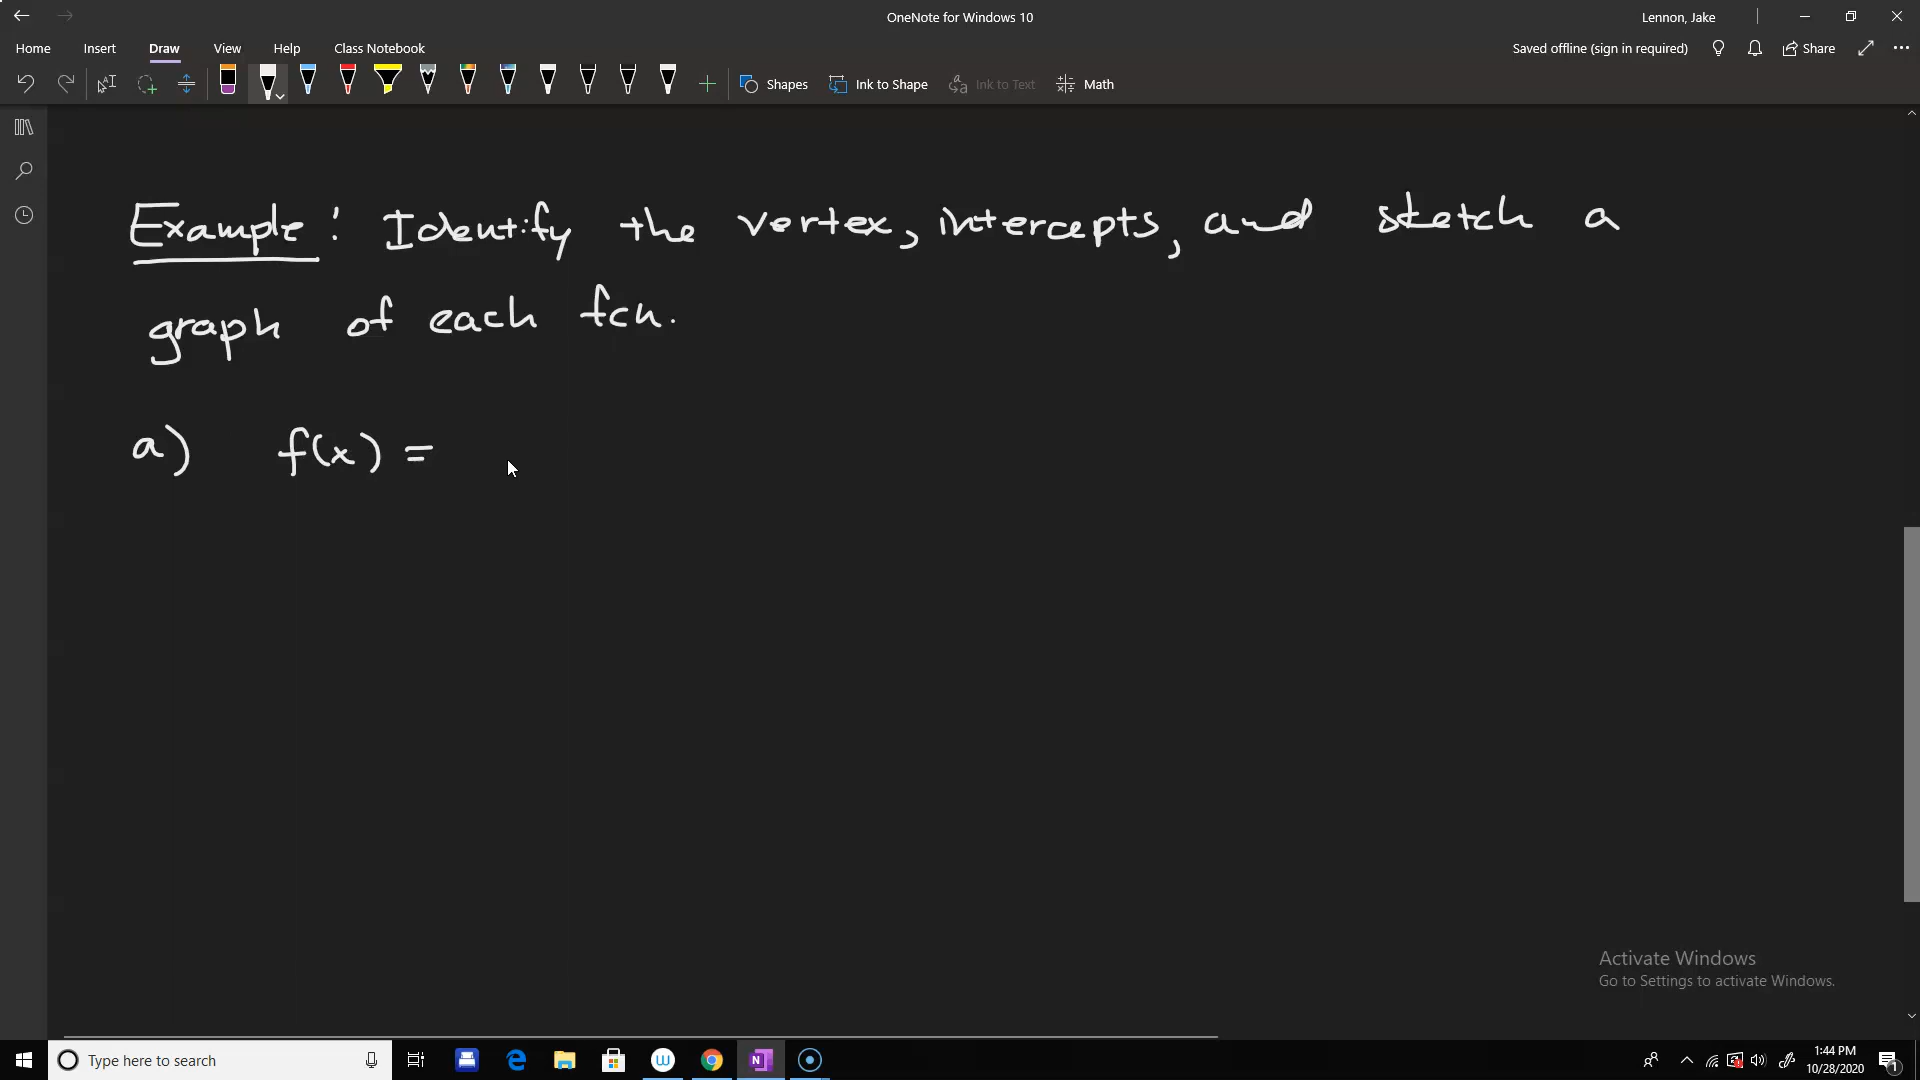 OneNote for Windows 10
Lennon, Jake
Home Insert Draw View Help Class Notebook
Saved offline (sign in required) Share
Shapes Ink to Shape Ink to Text Math
Example: Identify the vertex, intercepts, and sketch a
graph of each fcn.
a) f(x) =
Activate Windows
Go to Settings to activate Windows.
Type here to search
1:44 PM
10/28/2020